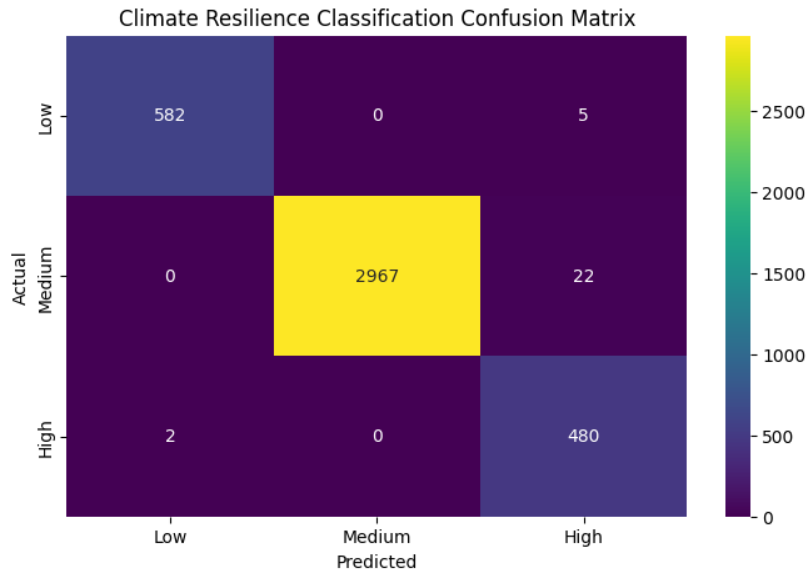 Climate Resilience Classification Confusion Matrix
Actual
Low
582
0
5
Medium
0
2967
22
High
2
0
480
Low
Medium
High
Predicted
2500
2000
1500
1000
500
0